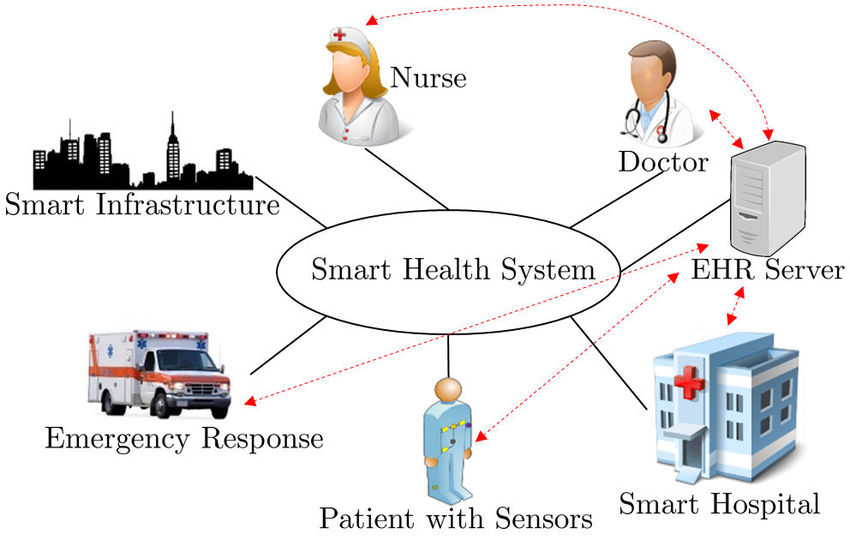 Nurse
Doctor
Smart Infrastructure
Smart Health System
EHR Server
Emergency Response
Smart Hospital
Patient with Sensors